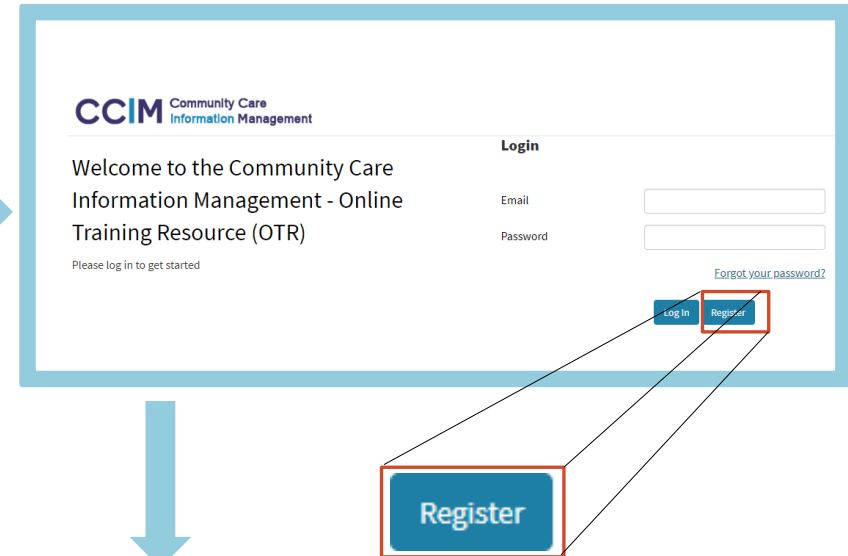 CCIM Community Care
Information Management
Welcome to the Community Care
Information Management - Online
Training Resource (OTR)
Please log in to get started
Login
Email
Password
Forgot your password?
Log In Register
Register